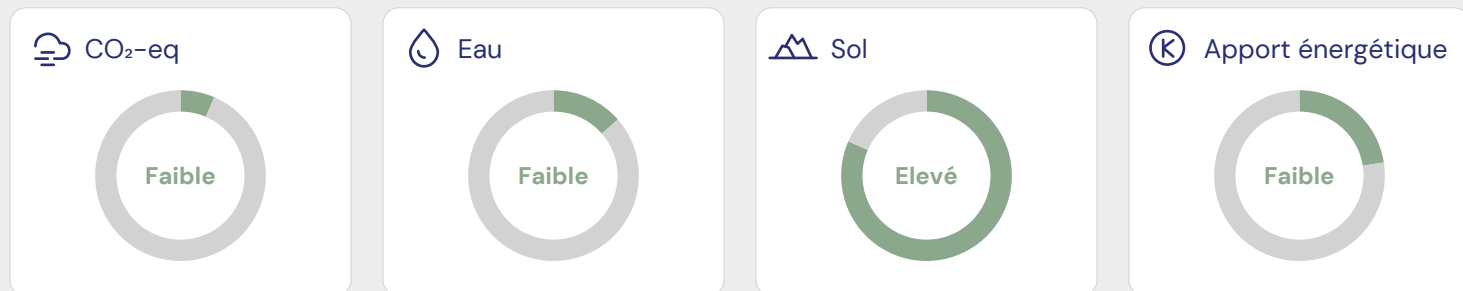 CO₂-eq
Eau
Sol
Apport énergétique
Faible
Faible
Elevé
Faible